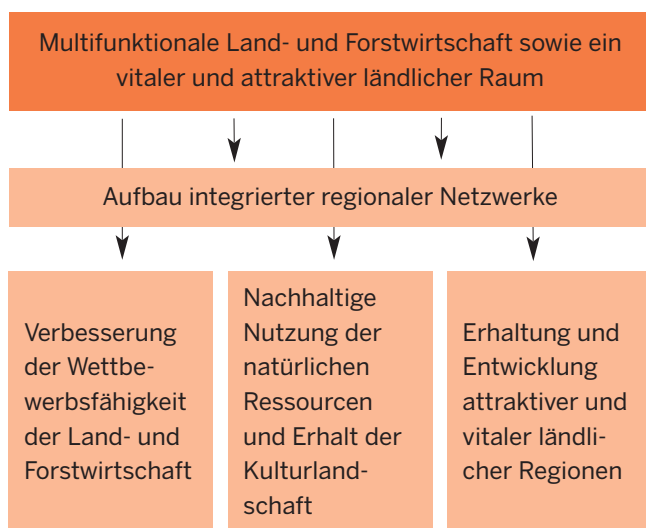 Multifunktionale Land- und Forstwirtschaft sowie ein
vitaler und attraktiver ländlicher Raum
Aufbau integrierter regionaler Netzwerke
Verbesserung
der Wettbe-
werbsfähigkeit
der Land- und
Forstwirtschaft
Nachhaltige
Nutzung der
natürlichen
Ressourcen
und Erhalt der
Kulturland-
schaft
Erhaltung und
Entwicklung
attraktiver und
vitaler ländli-
cher Regionen